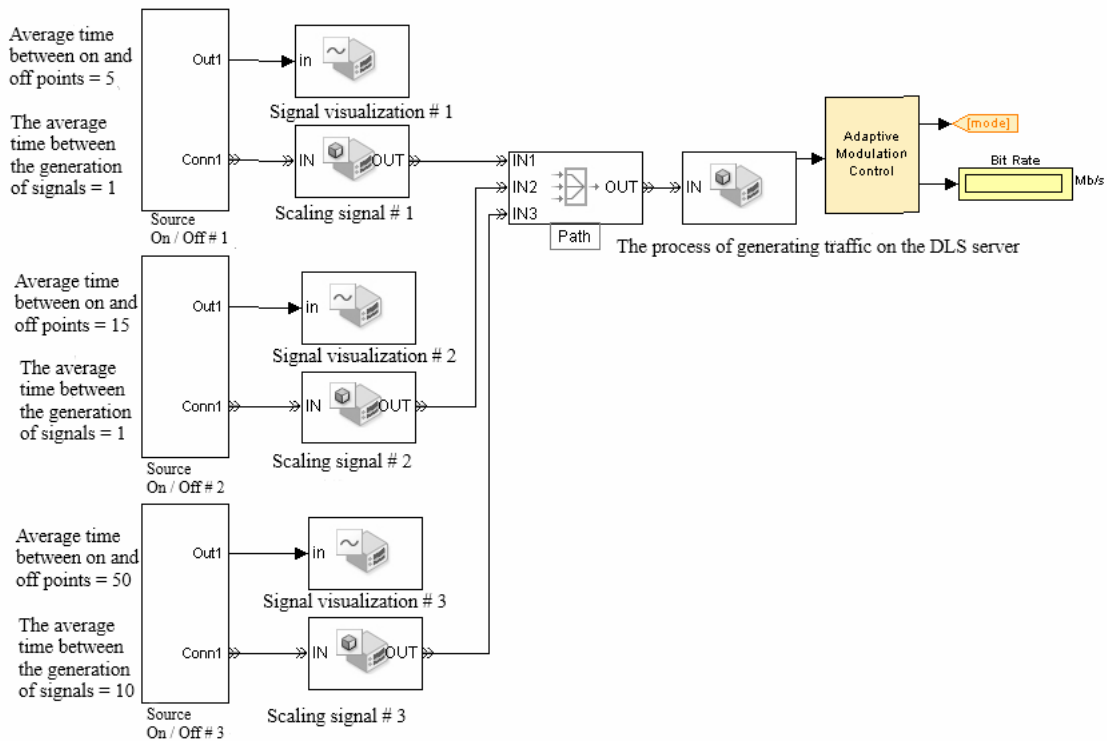 Average time
between on and
off points = 5
The average
time between
the generation
of signals = 1
Out1
Conn1
Source
On / Off # 1
in
Signal visualization # 1
IN
OUT
Scaling signal # 1
Average time
between on and
off points = 15
The average
time between
the generation
of signals = 1
Out1
Conn1
Source
On / Off # 2
in
Signal visualization # 2
IN
OUT
Scaling signal # 2
Average time
between on and
off points = 50
The average
time between
the generation
of signals = 10
Out1
Conn1
Source
On / Off # 3
in
Signal visualization # 3
IN
OUT
Scaling signal # 3
IN1
IN2
IN3
OUT
Path
IN
The process of generating traffic on the DLS server
Adaptive
Modulation
Control
[mode]
Bit Rate
Mb/s